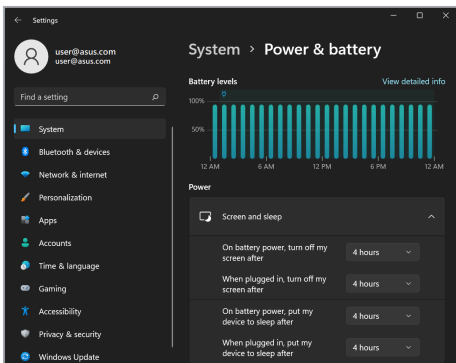 Settings
user@asus.com
user@asus.com
Find a setting
System
Bluetooth & devices
Network & internet
Personalization
Apps
Accounts
Time & language
Gaming
Accessibility
Privacy & security
Windows Update
System > Power & battery
Battery levels
View detailed info
100%
50%
12 AM 6 AM 12 PM 6 PM 12 AM
Power
Screen and sleep
On battery power, turn off my
screen after
4 hours
When plugged in, turn off my
screen after
4 hours
On battery power, put my
device to sleep after
4 hours
When plugged in, put my
device to sleep after
4 hours